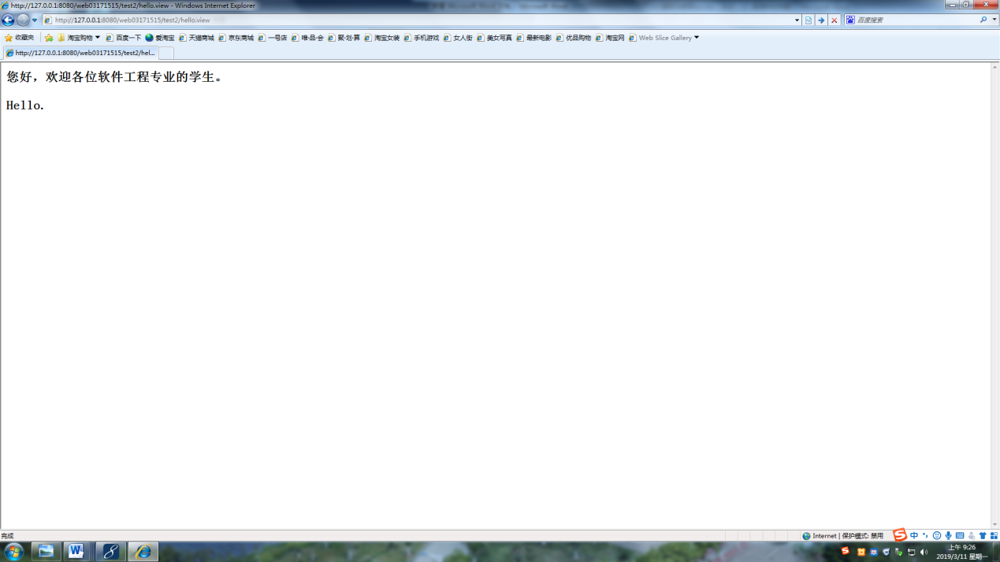 http://127.0.0.1:8080/web03171515/test2/hello.view - Windows Internet Explorer
http://127.0.0.1:8080/web03171515/test2/hello.view 百度搜索
收藏夹 淘宝购物 百度一下 爱淘宝 天猫商城 京东商城 一号店 唯·品·会 聚·划·算 淘宝女装 手机游戏 女人街 美女写真 最新电影 优品购物 淘宝网 Web Slice Gallery
http://127.0.0.1:8080/web03171515/test2/hel...
您好，欢迎各位软件工程专业的学生。
Hello.
完成 Internet | 保护模式: 禁用 中
上午 9:26
2019/3/11 星期一